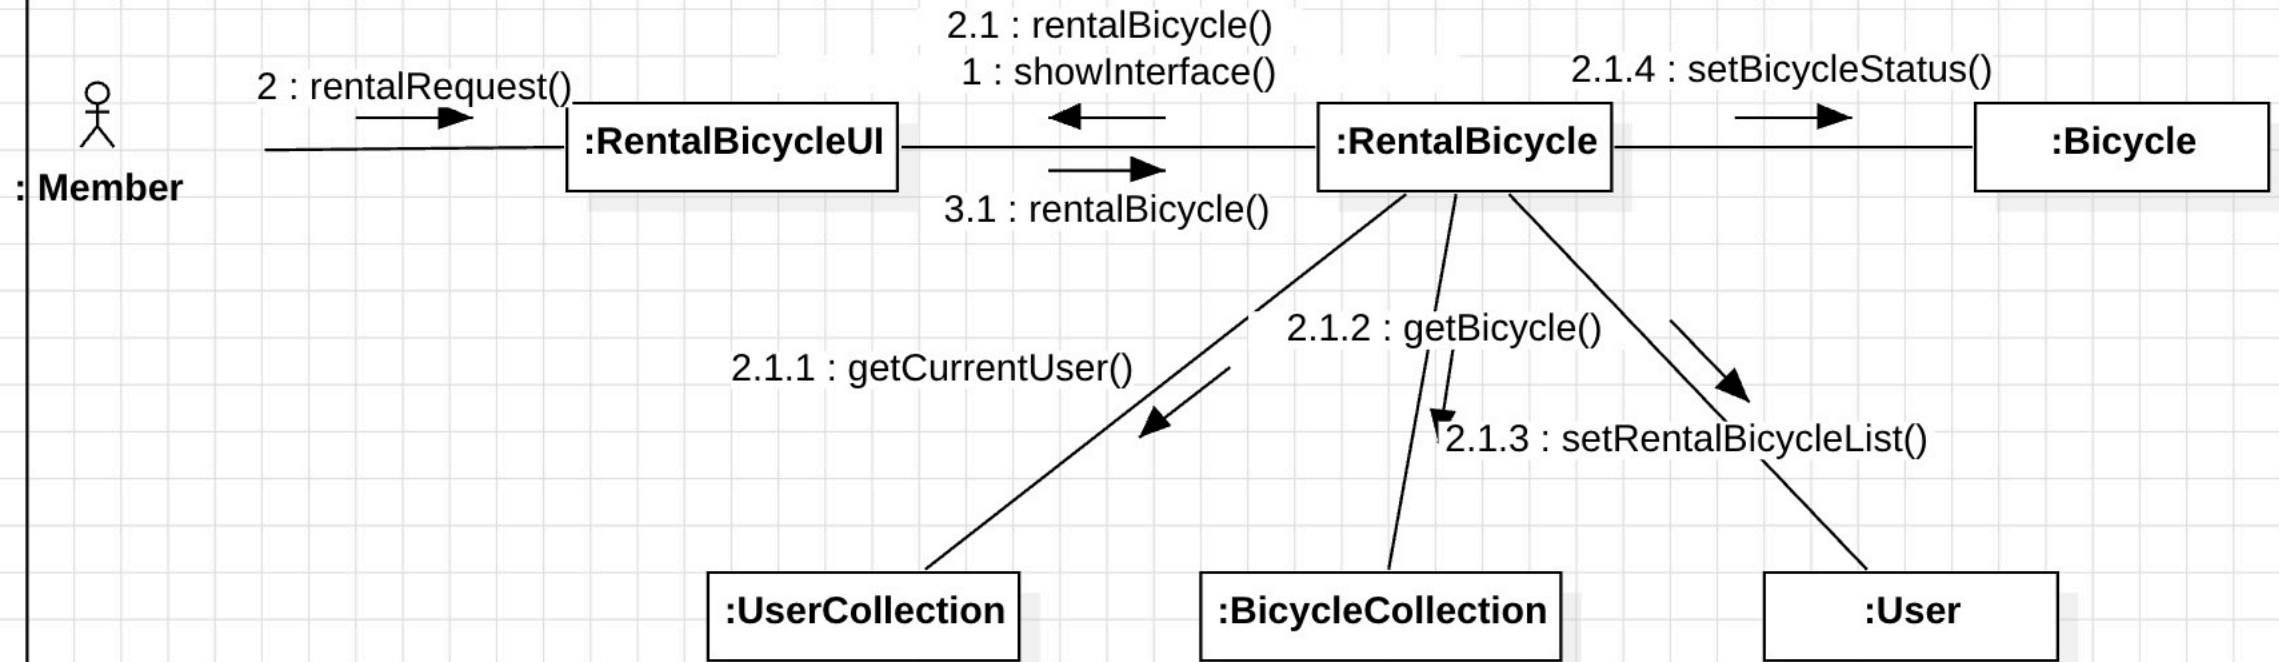 2.1 : rentalBicycle()
1 : showInterface()
2.1.4 : setBicycleStatus()
2 : rentalRequest()
:RentalBicycleUI
:RentalBicycle
:Bicycle
: Member
3.1 : rentalBicycle()
2.1.2 : getBicycle()
2.1.1 : getCurrentUser()
2.1.3 : setRentalBicycleList()
:UserCollection
:BicycleCollection
:User